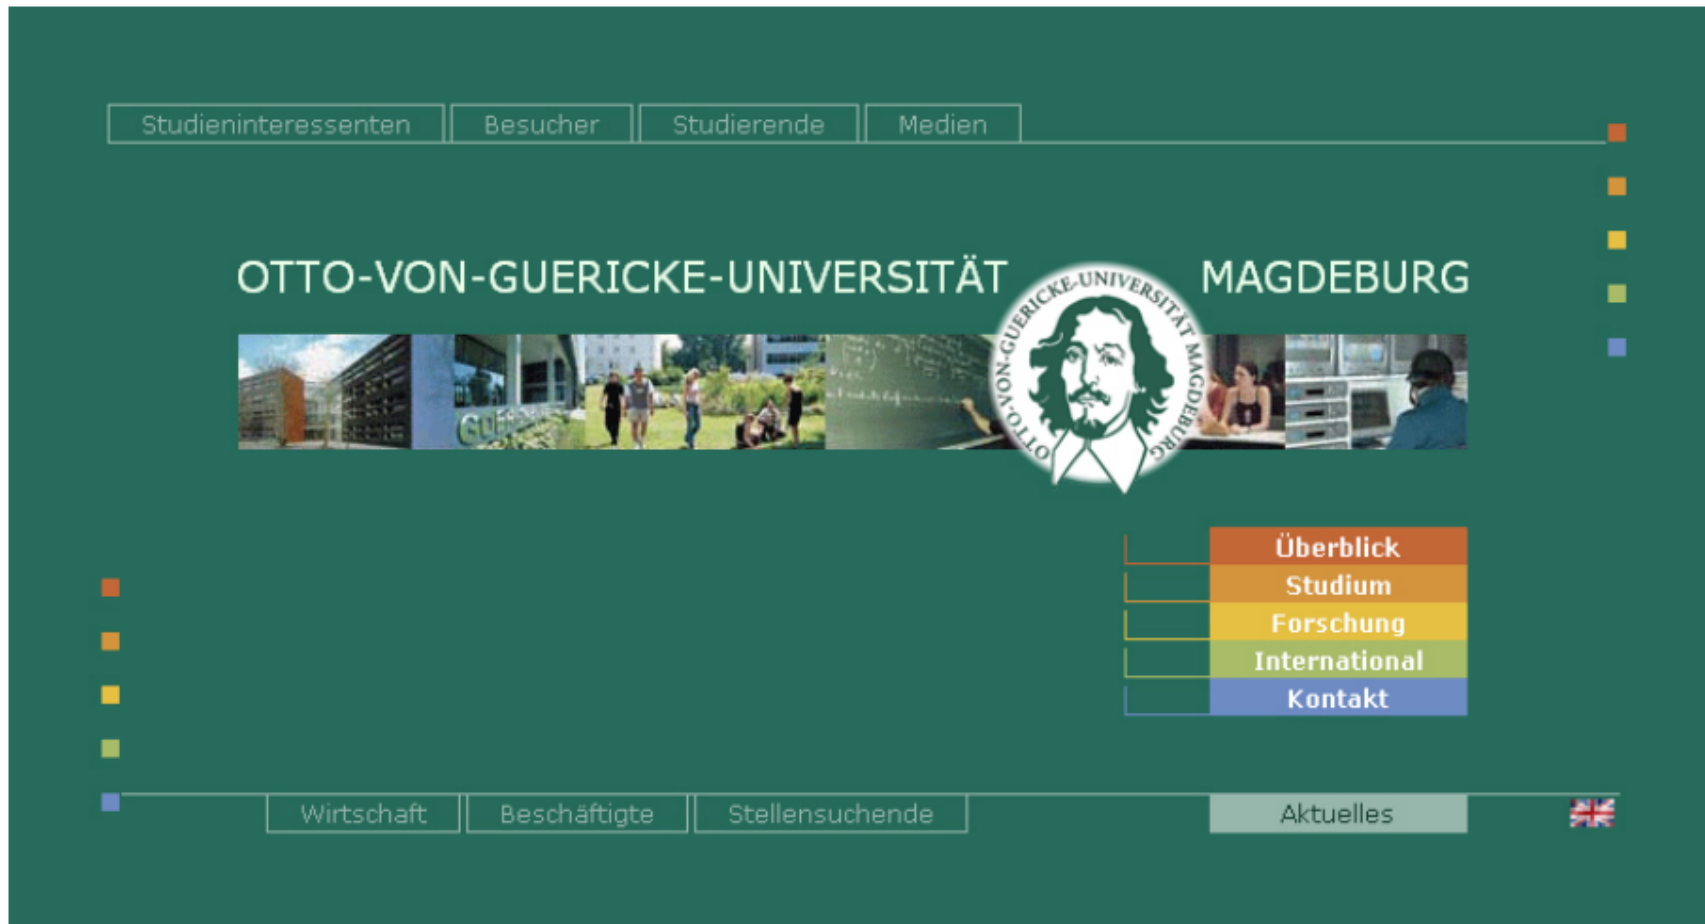 Studieninteressenten
Besucher
Studierende
Medien
OTTO-VON-GUERICKE-UNIVERSITÄT MAGDEBURG
OTTO-VON-GUERICKE-UNIVERSITÄT MAGDEBURG
Überblick
Studium
Forschung
International
Kontakt
Wirtschaft
Beschäftigte
Stellensuchende
Aktuelles